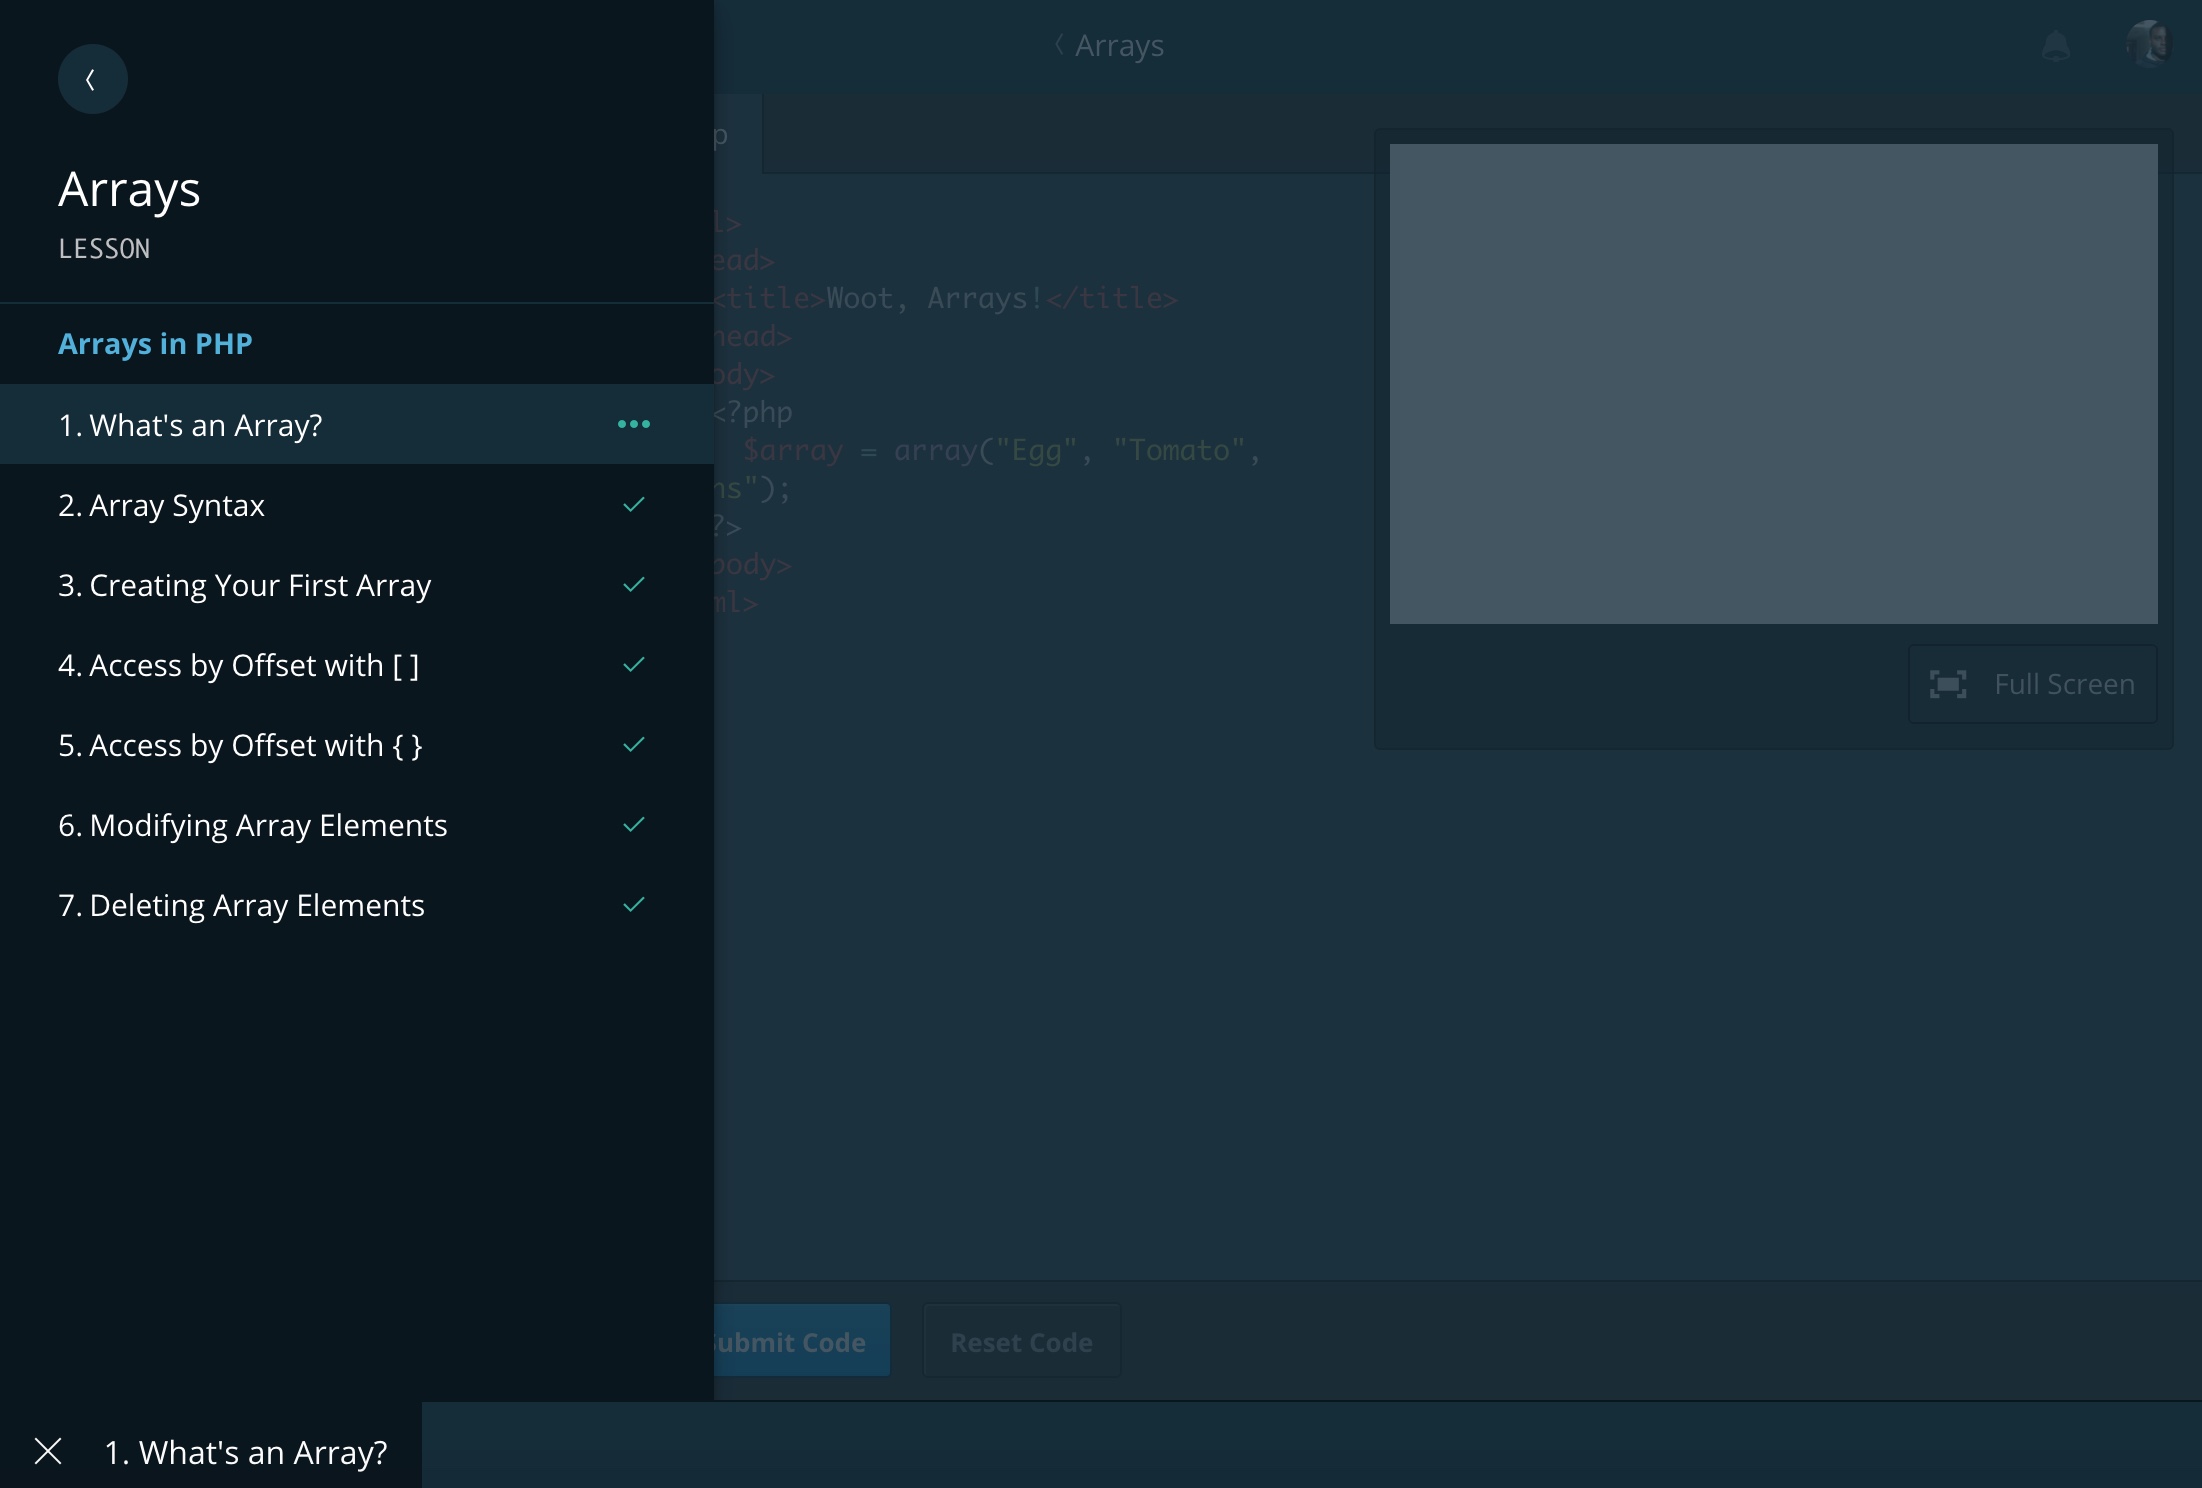 Arrays
LESSON
Arrays in PHP
1. What's an Array?
2. Array Syntax
3. Creating Your First Array
4. Access by Offset with [ ]
5. Access by Offset with { }
6. Modifying Array Elements
7. Deleting Array Elements
1. What's an Array?
Arrays
p
l>
ead>
<title>Woot, Arrays!</title>
head>
ody>
<?php
$array = array("Egg", "Tomato",
ns");
?>
body>
ml>
Full Screen
ubmit Code
Reset Code